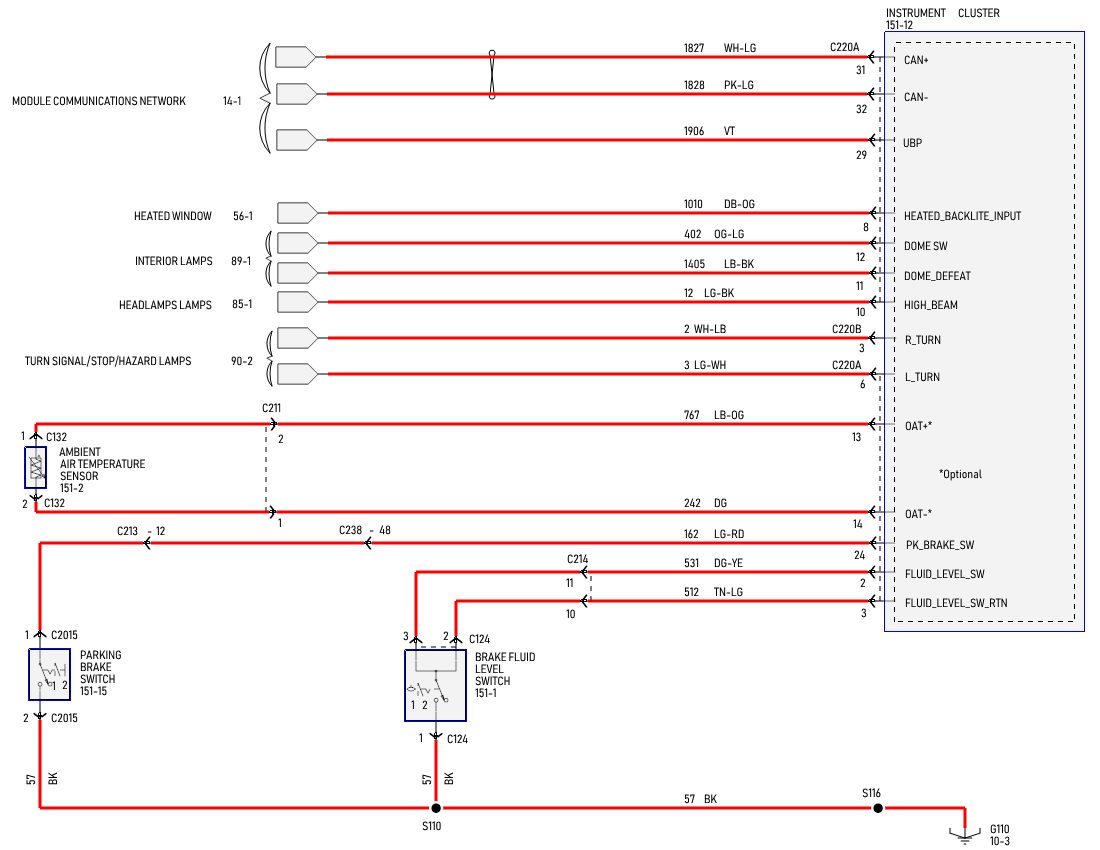 INSTRUMENT CLUSTER
151-12
1827 WH-LG C220A
31
CAN+
MODULE COMMUNICATIONS NETWORK 14-1
1828 PK-LG
32
CAN-
1906 VT
29
UBP
HEATED WINDOW 56-1
1010 DB-OG
8
HEATED_BACKLITE_INPUT
INTERIOR LAMPS 89-1
402 OG-LG
12
DOME SW
1405 LB-BK
11
DOME_DEFEAT
HEADLAMPS LAMPS 85-1
12 LG-BK
10
HIGH_BEAM
TURN SIGNAL/STOP/HAZARD LAMPS 90-2
2 WH-LB C220B
3
R_TURN
3 LG-WH C220A
6
L_TURN
C211
2
767 LB-OG
13
OAT+*
1 C132
AMBIENT
AIR TEMPERATURE
SENSOR
151-2
2 C132
*Optional
1
242 DG
14
OAT-*
C213 - 12
C238 - 48
162 LG-RD
24
PK_BRAKE_SW
C214
11
531 DG-YE
2
FLUID_LEVEL_SW
10
512 TN-LG
3
FLUID_LEVEL_SW_RTN
1 C2015
PARKING
BRAKE
SWITCH
151-15
1 2
2 C2015
3 2 C124
BRAKE FLUID
LEVEL
SWITCH
151-1
1 2
1 C124
57 BK
57 BK
57 BK
S110
S116
G110
10-3